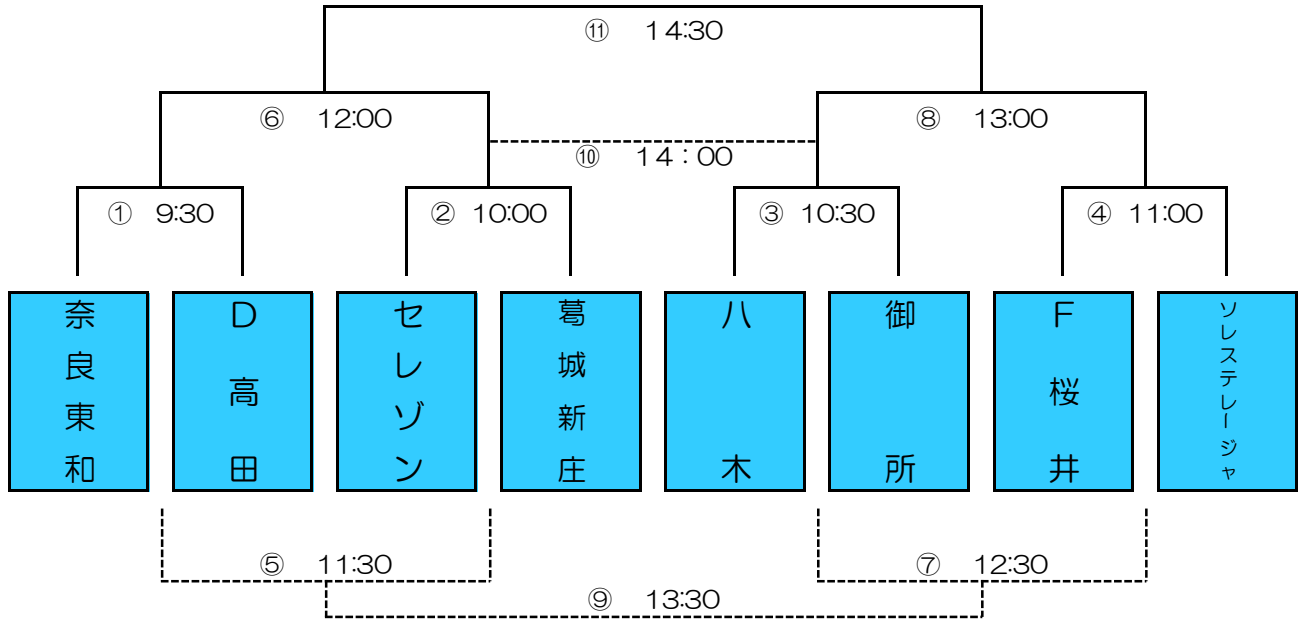 ⑪ 14:30
⑥ 12:00
⑧ 13:00
⑩ 14：00
① 9:30
② 10:00
③ 10:30
④ 11:00
奈良東和
D高田
セレゾン
葛城新庄
八木
御所
F桜井
ソレステレージャ
⑤ 11:30
⑦ 12:30
⑨ 13:30